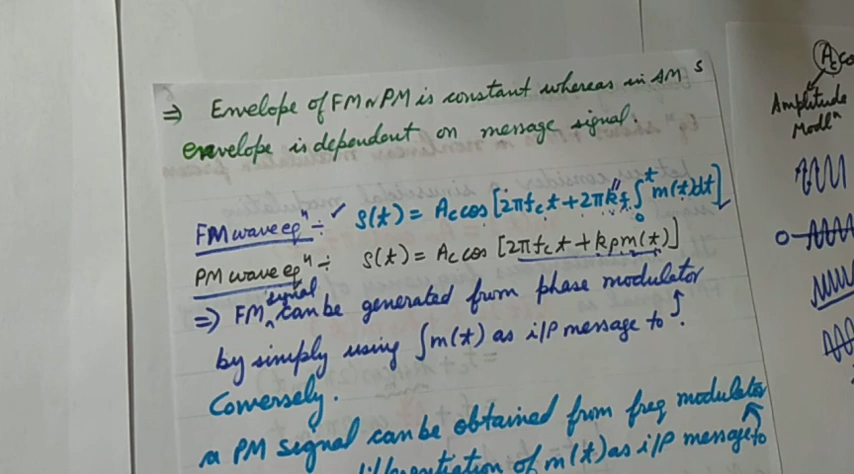 ⇒ Envelope of FM n PM is constant whereas in AM s
envelope is dependent on message signal.
FM wave eqⁿ ÷ ✓ S(t) = Ac cos [2πfct + 2πkf ∫₀ᵗ m(t)dt]
PM wave eqⁿ ÷ S(t) = Ac cos [2πfct + kpm(t)]
⇒ FM signal can be generated from phase modulator
by simply using ∫m(t) as i/p message to ↑.
Conversely.
a PM signal can be obtained from freq modulator
of m(t) as i/p message to
Ac co
Amplitude
Modlⁿ